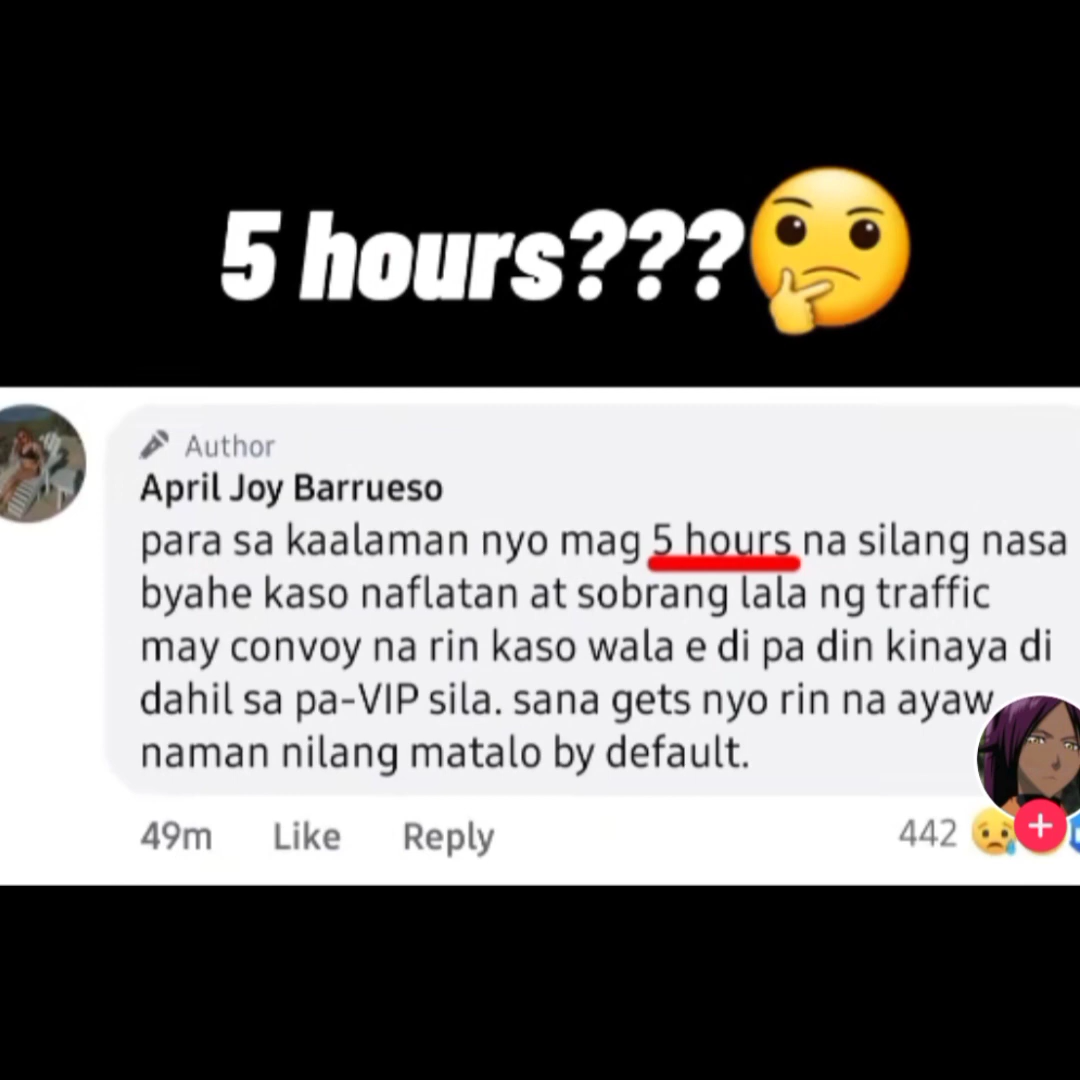 5 hours???
Author
April Joy Barrueso
para sa kaalaman nyo mag 5 hours na silang nasa
byahe kaso naflatan at sobrang lala ng traffic
may convoy na rin kaso wala e di pa din kinaya di
dahil sa pa-VIP sila. sana gets nyo rin na ayaw
naman nilang matalo by default.
49m Like Reply 442